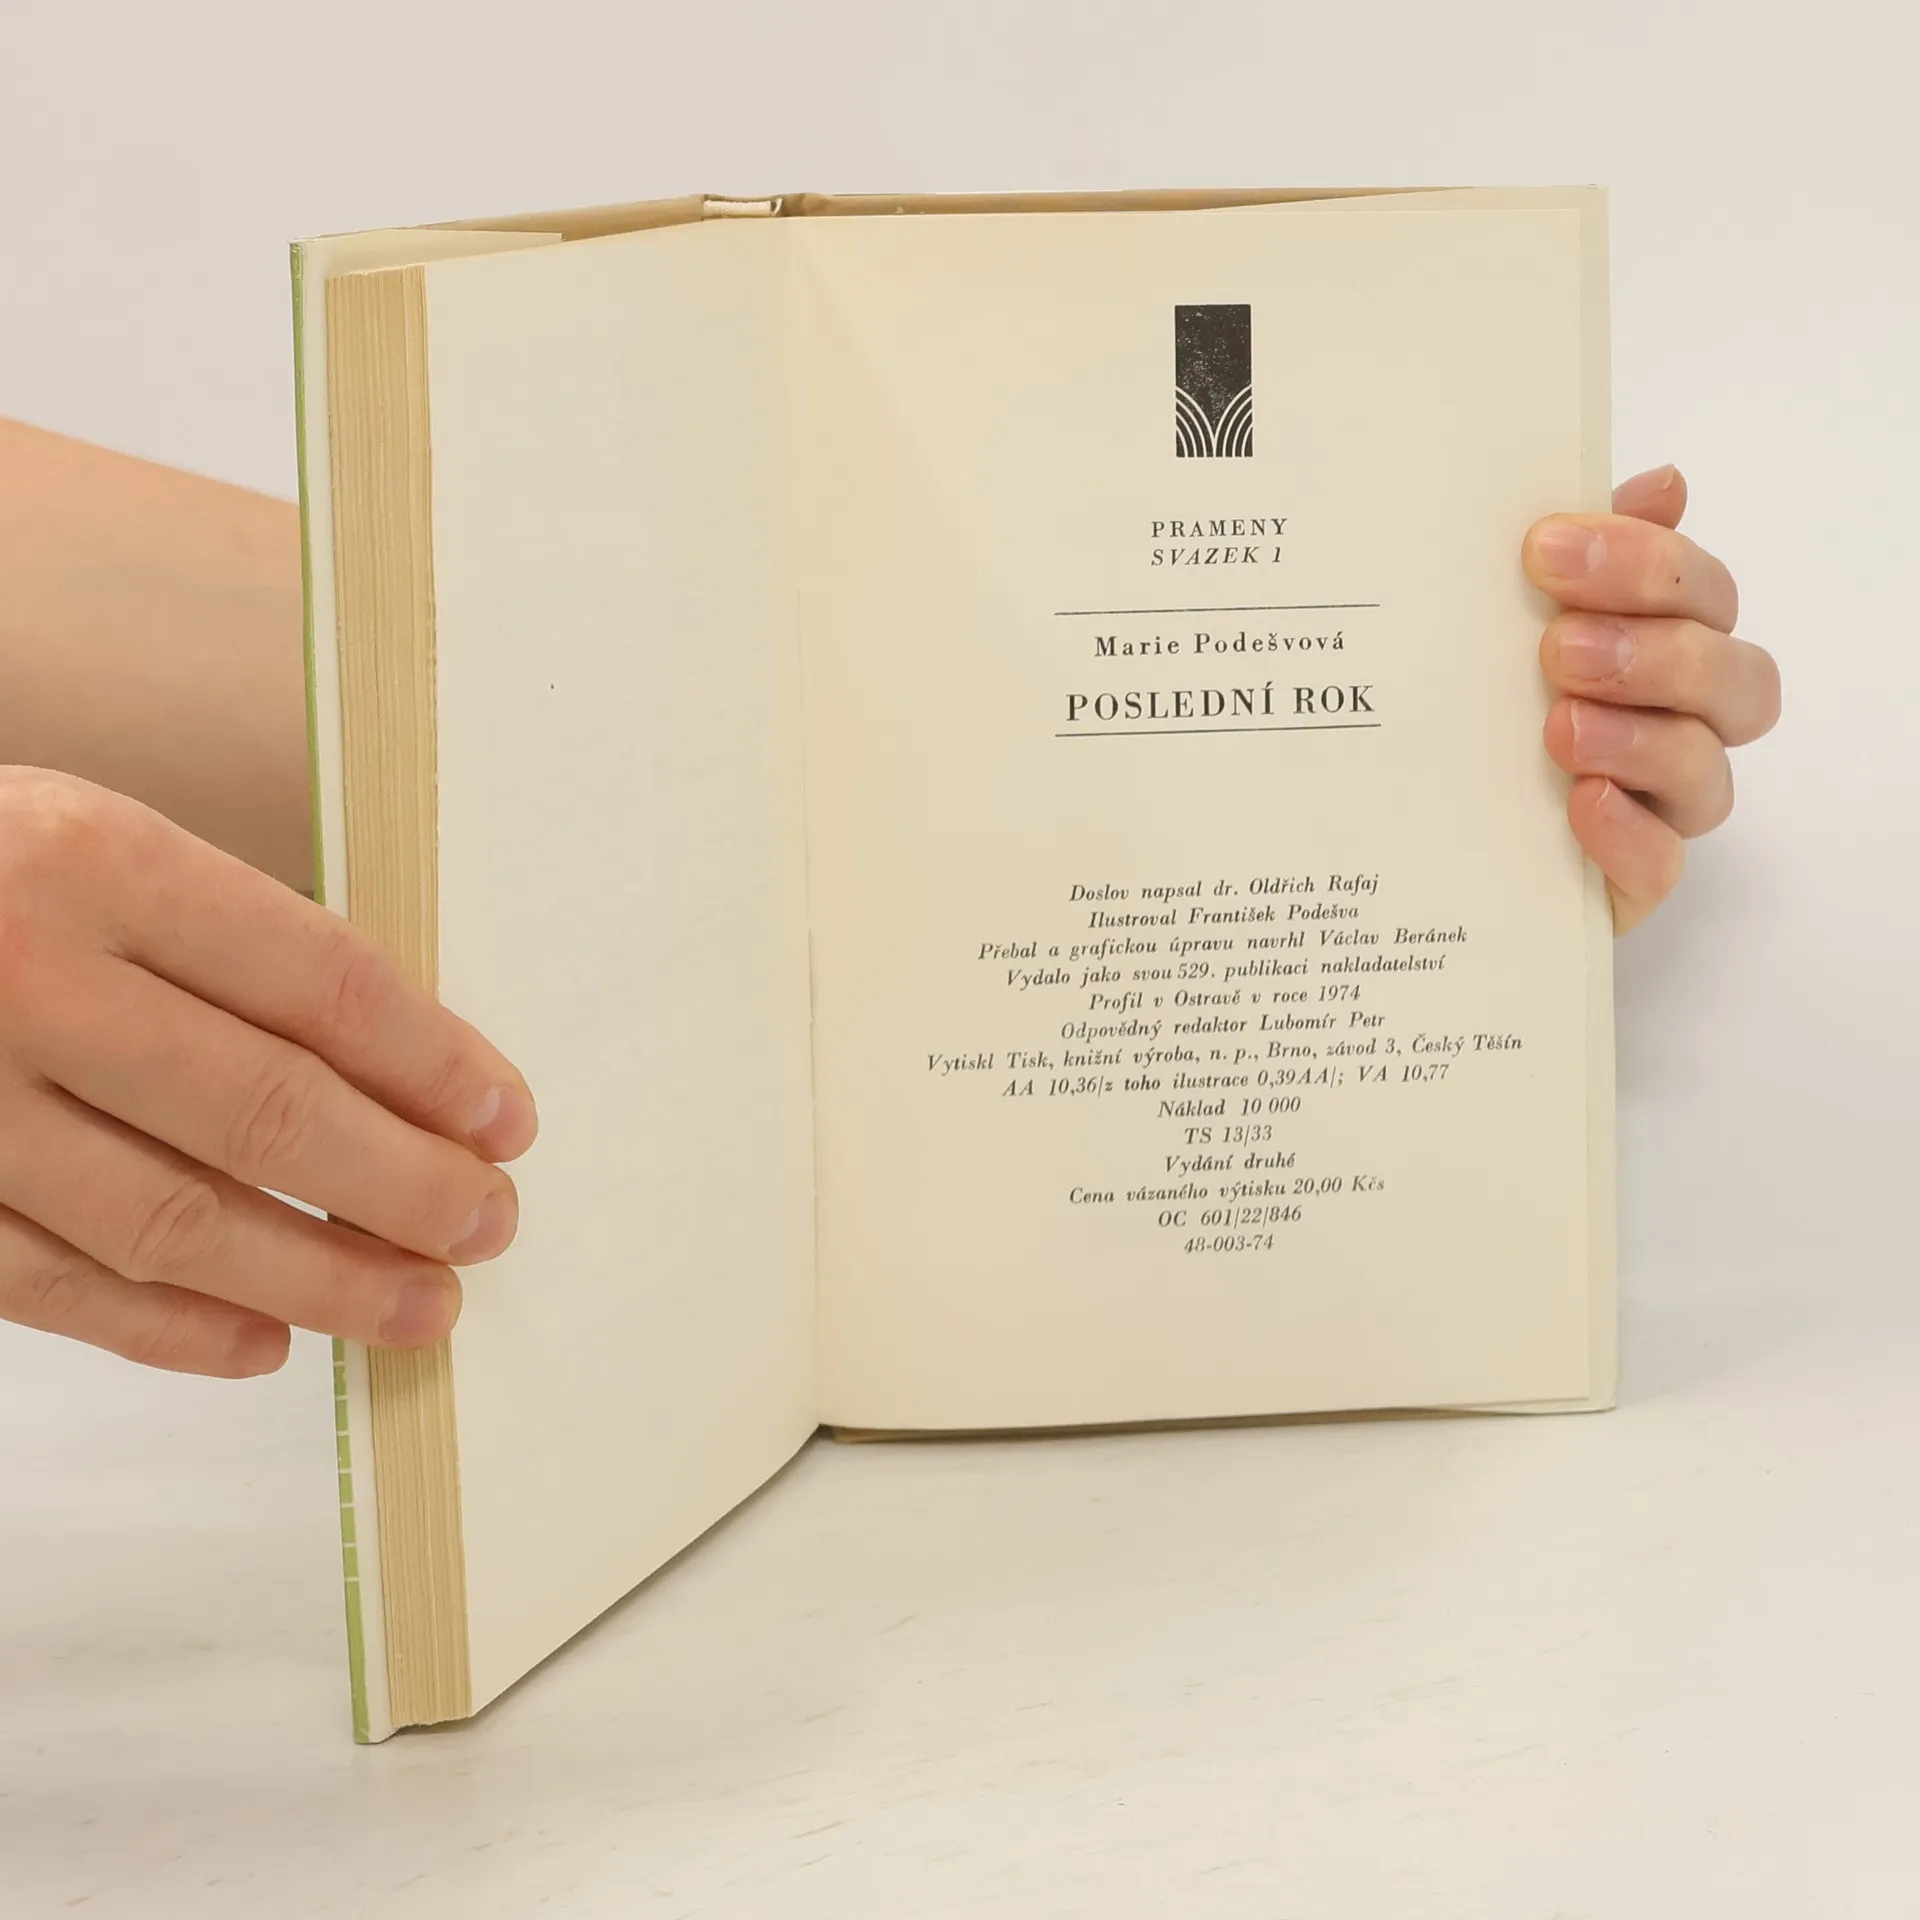 PRAMENY
SVAZEK 1
Marie Podešvová
POSLEDNÍ ROK
Doslov napsal dr. Oldřich Rafaj
Ilustroval František Podešva
Přebal a grafickou úpravu navrhl Václav Beránek
Vydalo jako svou 529. publikaci nakladatelství
Profil v Ostravě v roce 1974
Odpovědný redaktor Lubomír Petr
Vytiskl Tisk, knižní výroba, n. p., Brno, závod 3, Český Těšín
AA 10,36/z toho ilustrace 0,39AA/; VA 10,77
Náklad 10 000
TS 13/33
Vydání druhé
Cena vázaného výtisku 20,00 Kčs
OC 601/22/846
48-003-74